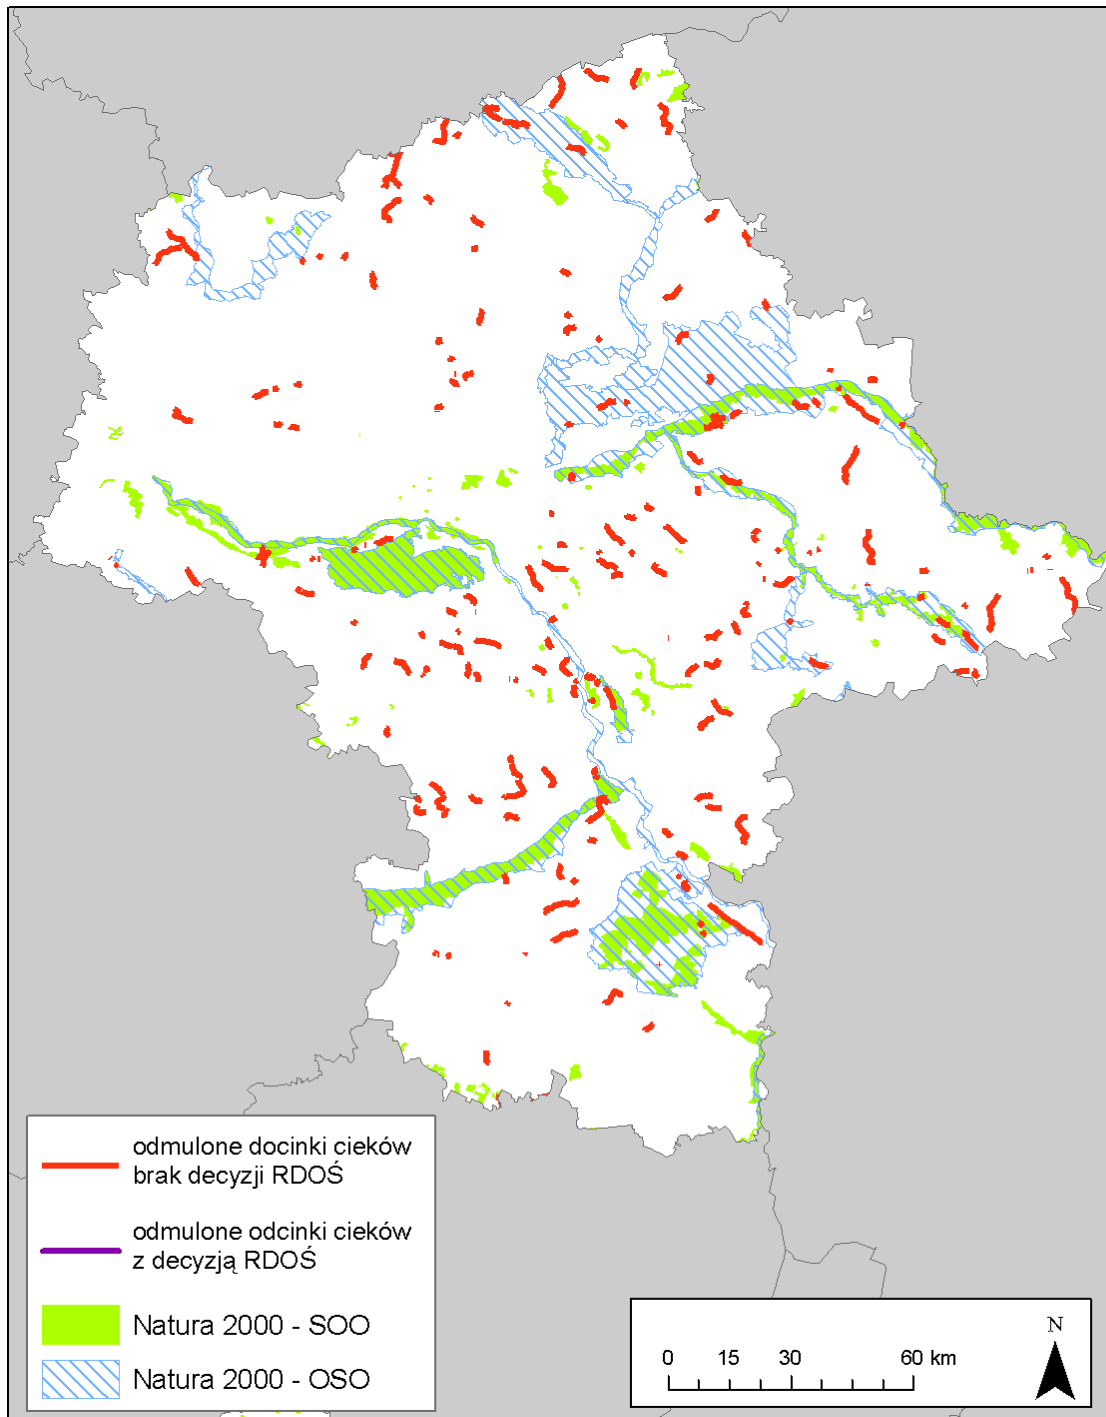 odmulone docinki cieków
brak decyzji RDOŚ
odmulone odcinki cieków
z decyzją RDOŚ
Natura 2000 - SOO
Natura 2000 - OSO
N
0 15 30 60 km